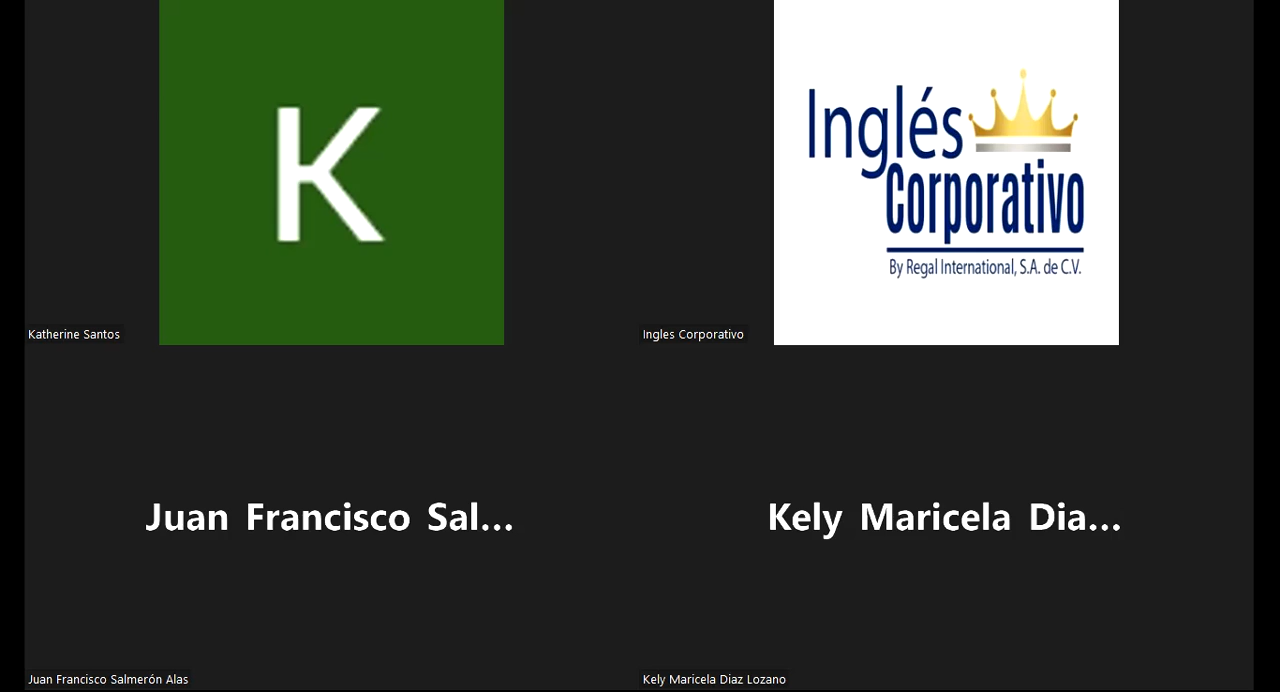 K
Inglés
Corporativo
By Regal International, S.A. de C.V.
Katherine Santos
Ingles Corporativo
Juan Francisco Sal...
Kely Maricela Dia...
Juan Francisco Salmerón Alas
Kely Maricela Diaz Lozano